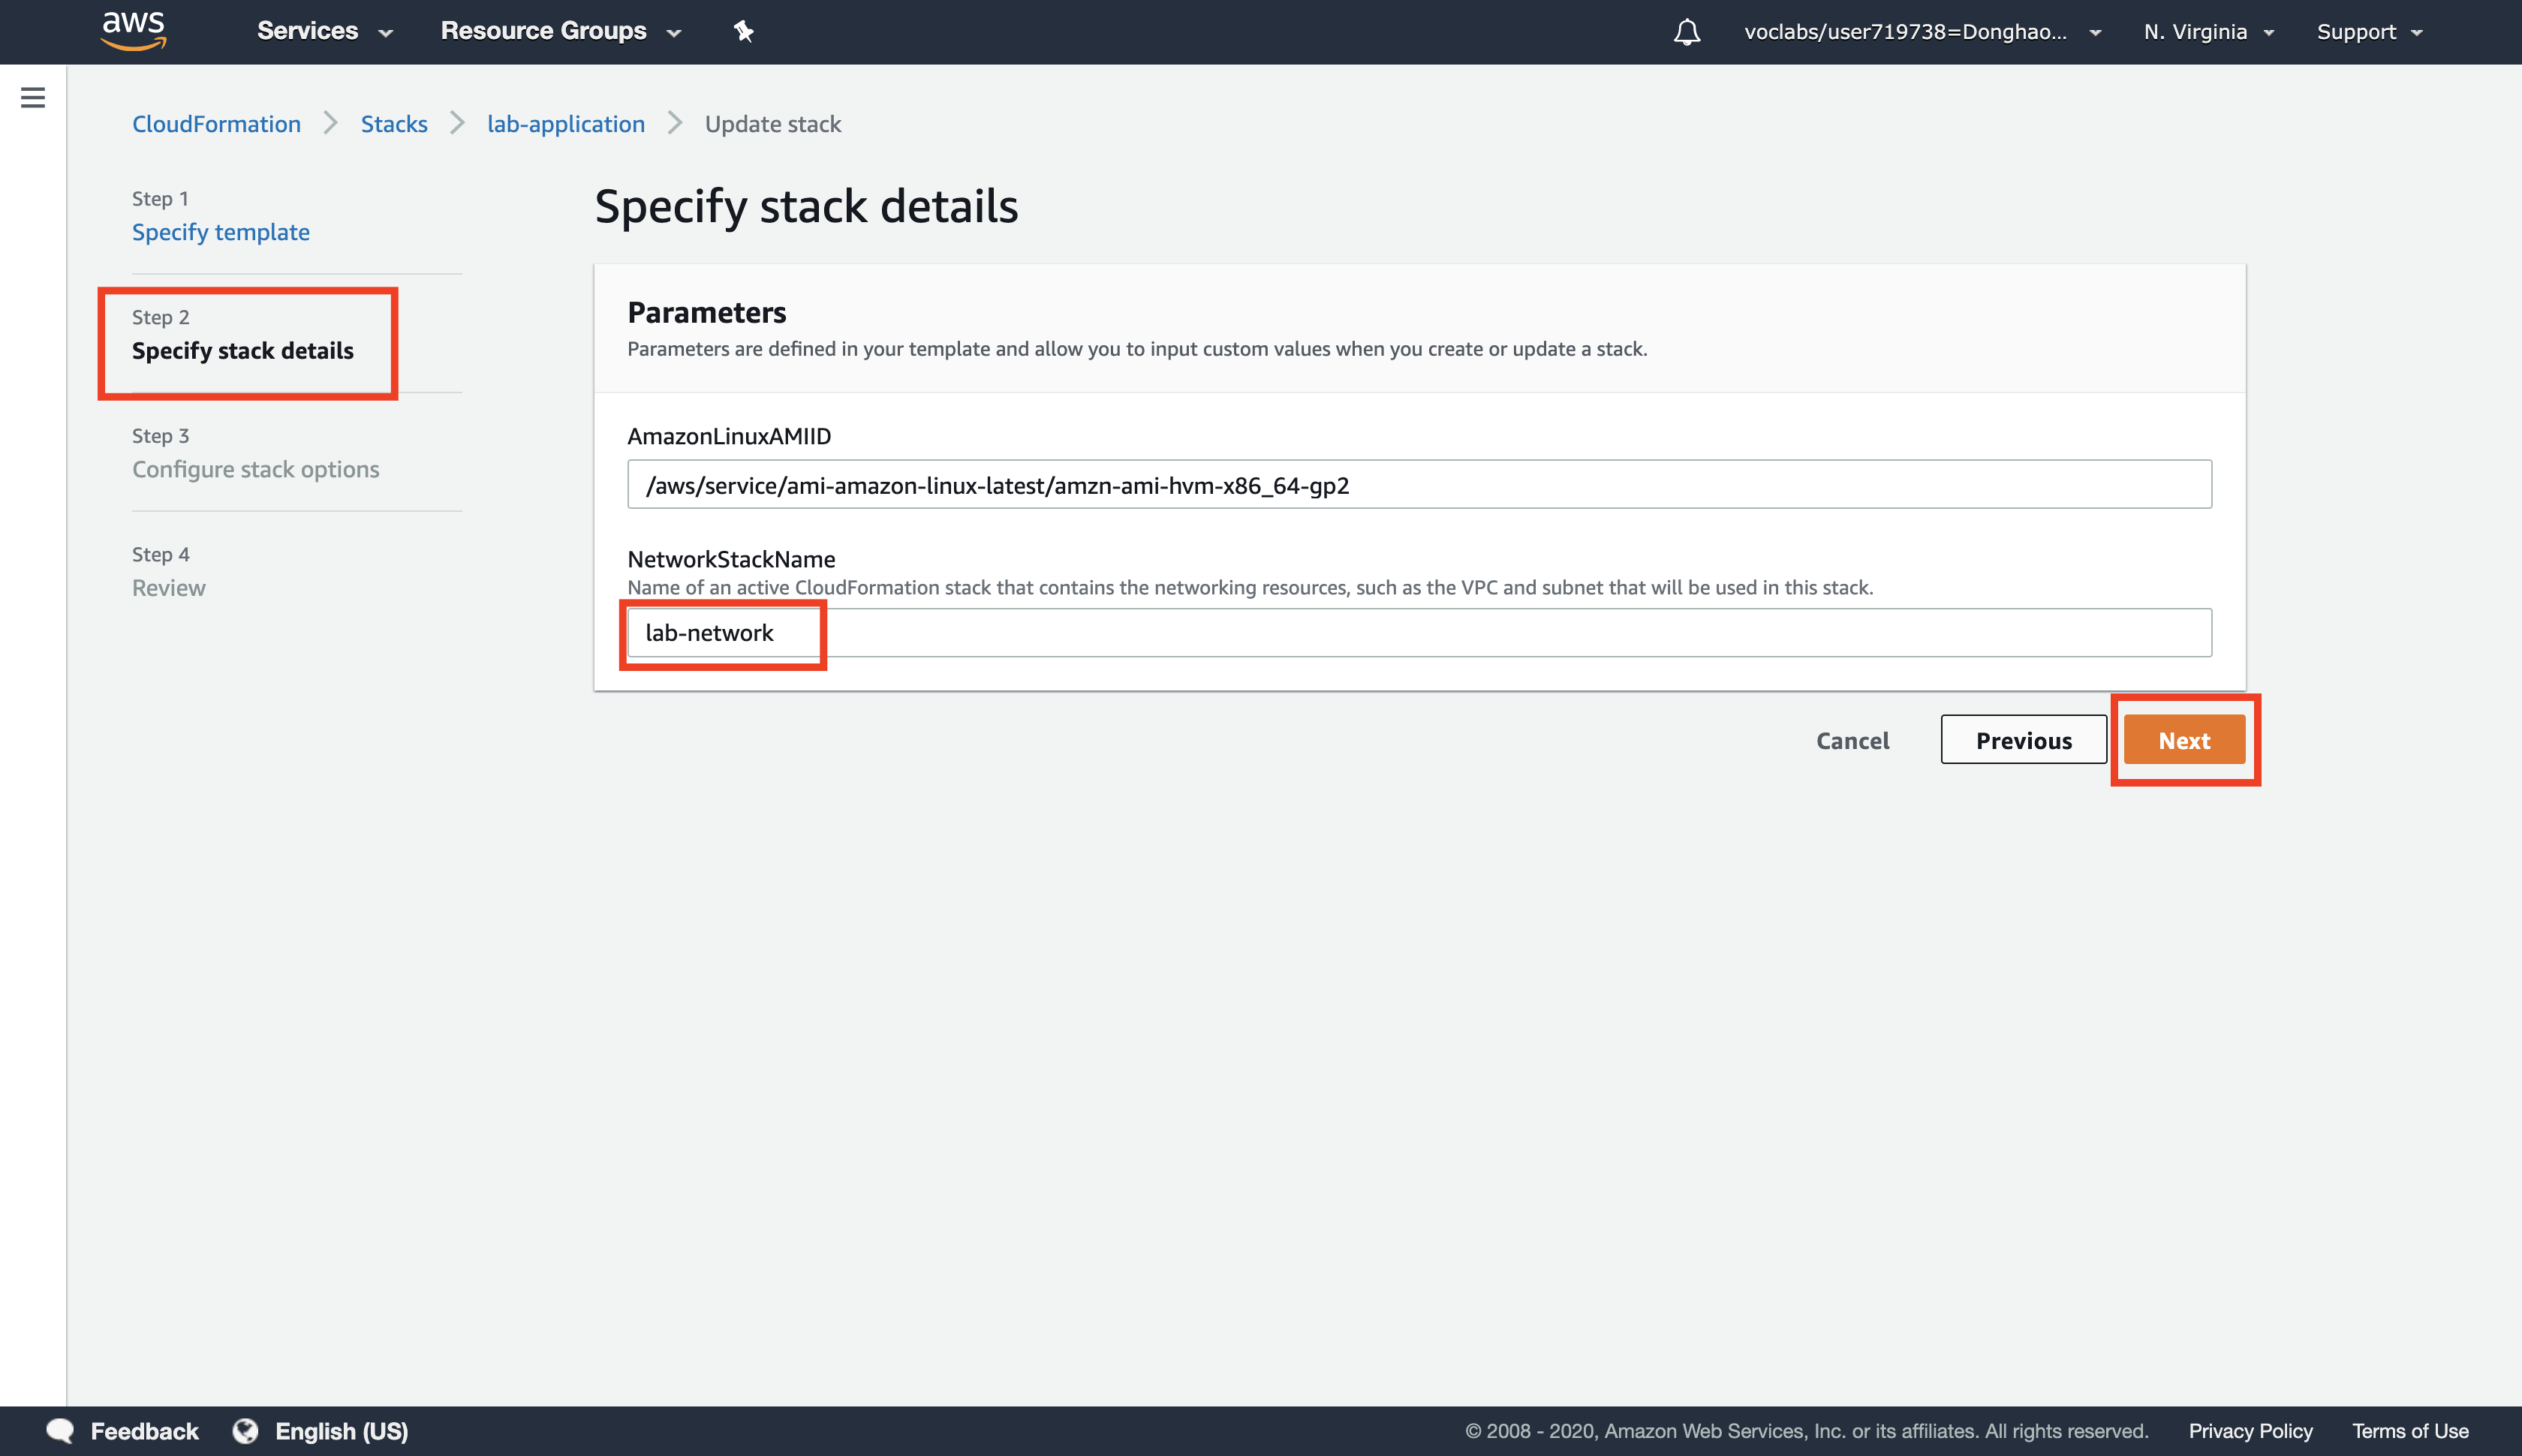 aws
Services
Resource Groups
voclabs/user719738=Donghao...
N. Virginia
Support
CloudFormation
Stacks
lab-application
Update stack
Step 1
Specify template
Step 2
Specify stack details
Step 3
Configure stack options
Step 4
Review
Specify stack details
Parameters
Parameters are defined in your template and allow you to input custom values when you create or update a stack.
AmazonLinuxAMIID
/aws/service/ami-amazon-linux-latest/amzn-ami-hvm-x86_64-gp2
NetworkStackName
Name of an active CloudFormation stack that contains the networking resources, such as the VPC and subnet that will be used in this stack.
lab-network
Cancel
Previous
Next
Feedback
English (US)
© 2008 - 2020, Amazon Web Services, Inc. or its affiliates. All rights reserved.
Privacy Policy
Terms of Use